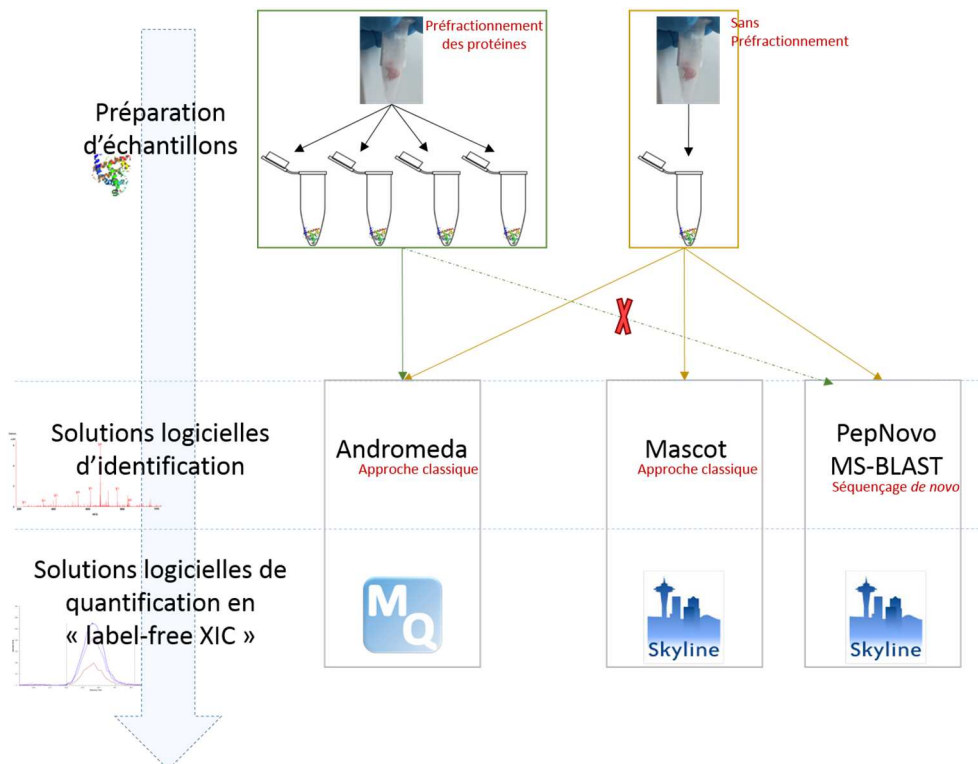 Préfractionnement
des protéines
Sans
Préfractionnement
Préparation
d'échantillons
Solutions logicielles
d'identification
Andromeda
Approche classique
Mascot
Approche classique
PepNovo
MS-BLAST
Séquençage de novo
Solutions logicielles de
quantification en
« label-free XIC »
M
Q
Skyline
Skyline